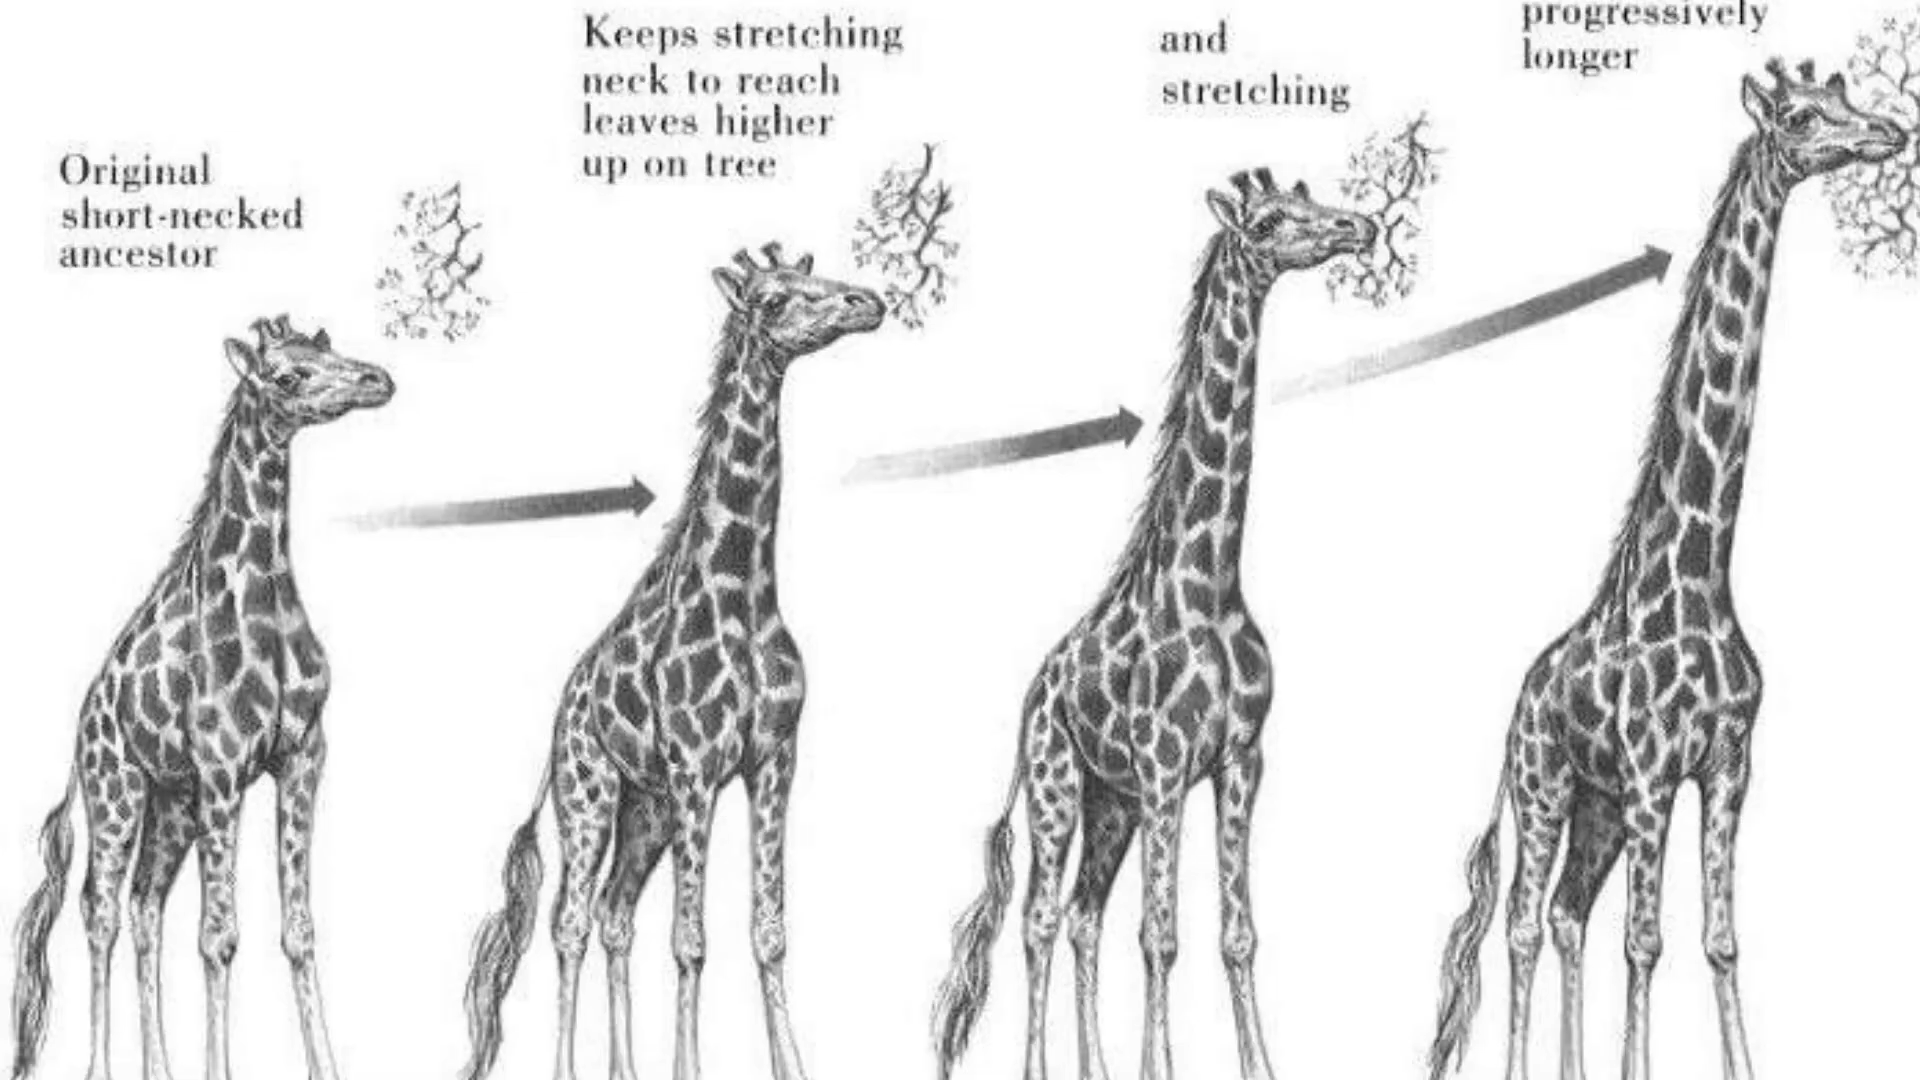 Original
short-necked
ancestor
Keeps stretching
neck to reach
leaves higher
up on tree
and
stretching
progressively
longer